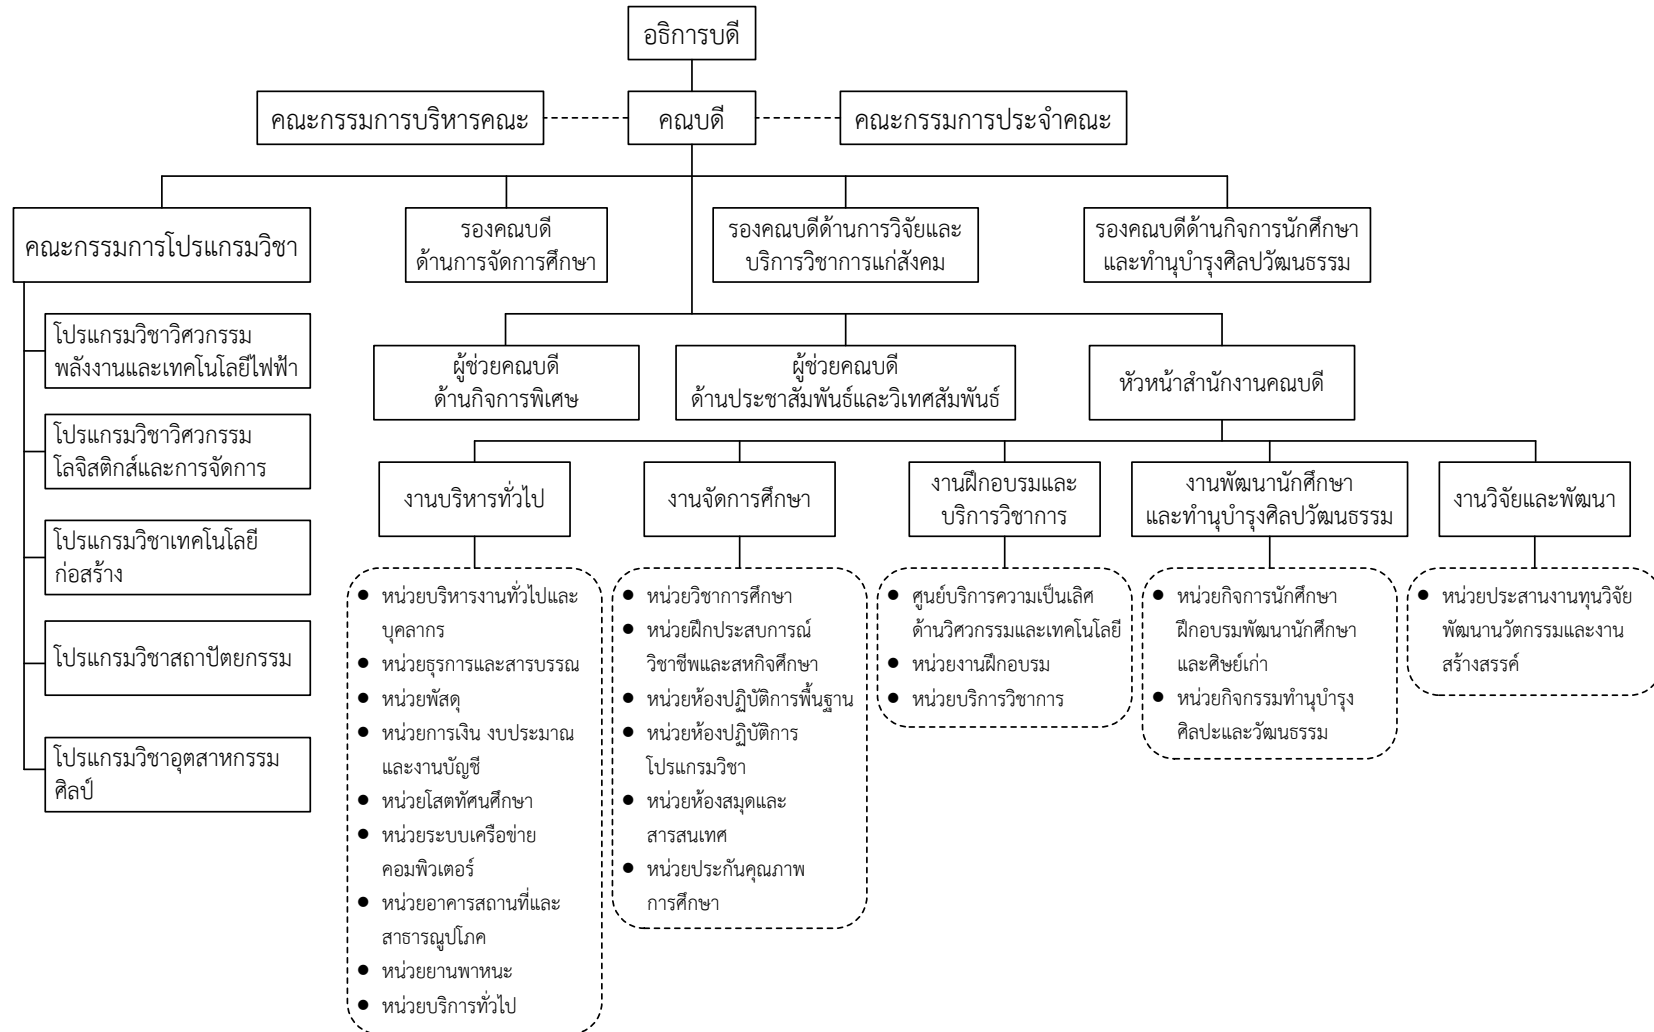 อธิการบดี
คณะกรรมการบริหารคณะ
คณบดี
คณะกรรมการประจำคณะ
คณะกรรมการโปรแกรมวิชา
รองคณบดี
ด้านการจัดการศึกษา
รองคณบดีด้านการวิจัยและ
บริการวิชาการแก่สังคม
รองคณบดีด้านกิจการนักศึกษา
และทำนุบำรุงศิลปวัฒนธรรม
โปรแกรมวิชาวิศวกรรม
พลังงานและเทคโนโลยีไฟฟ้า
โปรแกรมวิชาวิศวกรรม
โลจิสติกส์และการจัดการ
โปรแกรมวิชาเทคโนโลยี
ก่อสร้าง
โปรแกรมวิชาสถาปัตยกรรม
โปรแกรมวิชาอุตสาหกรรม
ศิลป์
ผู้ช่วยคณบดี
ด้านกิจการพิเศษ
ผู้ช่วยคณบดี
ด้านประชาสัมพันธ์และวิเทศสัมพันธ์
หัวหน้าสำนักงานคณบดี
งานบริหารทั่วไป
งานจัดการศึกษา
งานฝึกอบรมและ
บริการวิชาการ
งานพัฒนานักศึกษา
และทำนุบำรุงศิลปวัฒนธรรม
งานวิจัยและพัฒนา
● หน่วยบริหารงานทั่วไปและ
บุคลากร
● หน่วยธุรการและสารบรรณ
● หน่วยพัสดุ
● หน่วยการเงิน งบประมาณ
และงานบัญชี
● หน่วยโสตทัศนศึกษา
● หน่วยระบบเครือข่าย
คอมพิวเตอร์
● หน่วยอาคารสถานที่และ
สาธารณูปโภค
● หน่วยยานพาหนะ
● หน่วยบริการทั่วไป
● หน่วยวิชาการศึกษา
● หน่วยฝึกประสบการณ์
วิชาชีพและสหกิจศึกษา
● หน่วยห้องปฏิบัติการพื้นฐาน
● หน่วยห้องปฏิบัติการ
โปรแกรมวิชา
● หน่วยห้องสมุดและ
สารสนเทศ
● หน่วยประกันคุณภาพ
การศึกษา
● ศูนย์บริการความเป็นเลิศ
ด้านวิศวกรรมและเทคโนโลยี
● หน่วยงานฝึกอบรม
● หน่วยบริการวิชาการ
● หน่วยกิจการนักศึกษา
ฝึกอบรมพัฒนานักศึกษา
และศิษย์เก่า
● หน่วยกิจกรรมทำนุบำรุง
ศิลปะและวัฒนธรรม
● หน่วยประสานงานทุนวิจัย
พัฒนานวัตกรรมและงาน
สร้างสรรค์